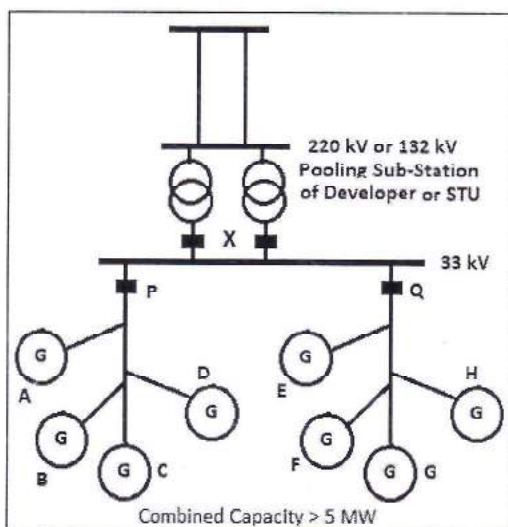 220 kV or 132 kV
Pooling Sub-Station
of Developer or STU
X
33 kV
P
Q
G
A
D
G
G
B
G
C
G
E
H
G
G
F
G
G
Combined Capacity > 5 MW